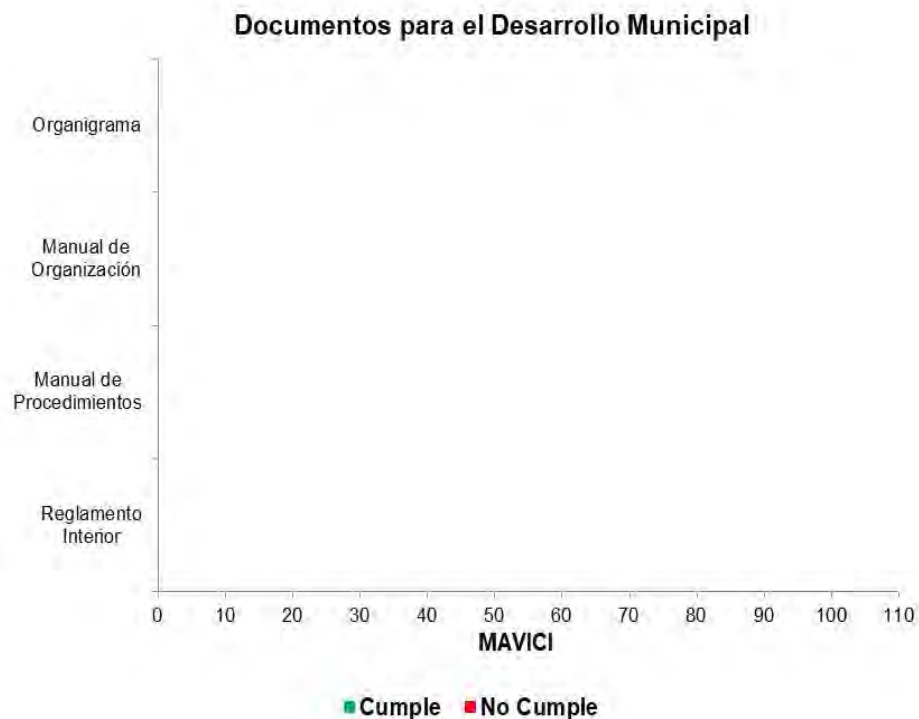 Documentos para el Desarrollo Municipal
Organigrama
Manual de
Organización
Manual de
Procedimientos
Reglamento
Interior
0 10 20 30 40 50 60 70 80 90 100 110
MAVICI
Cumple No Cumple